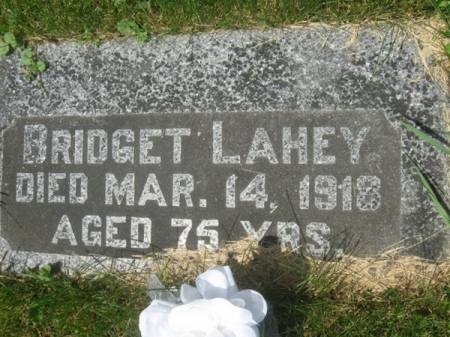 BRIDGET LAHEY
DIED MAR. 14, 1918
AGED 75 YRS.